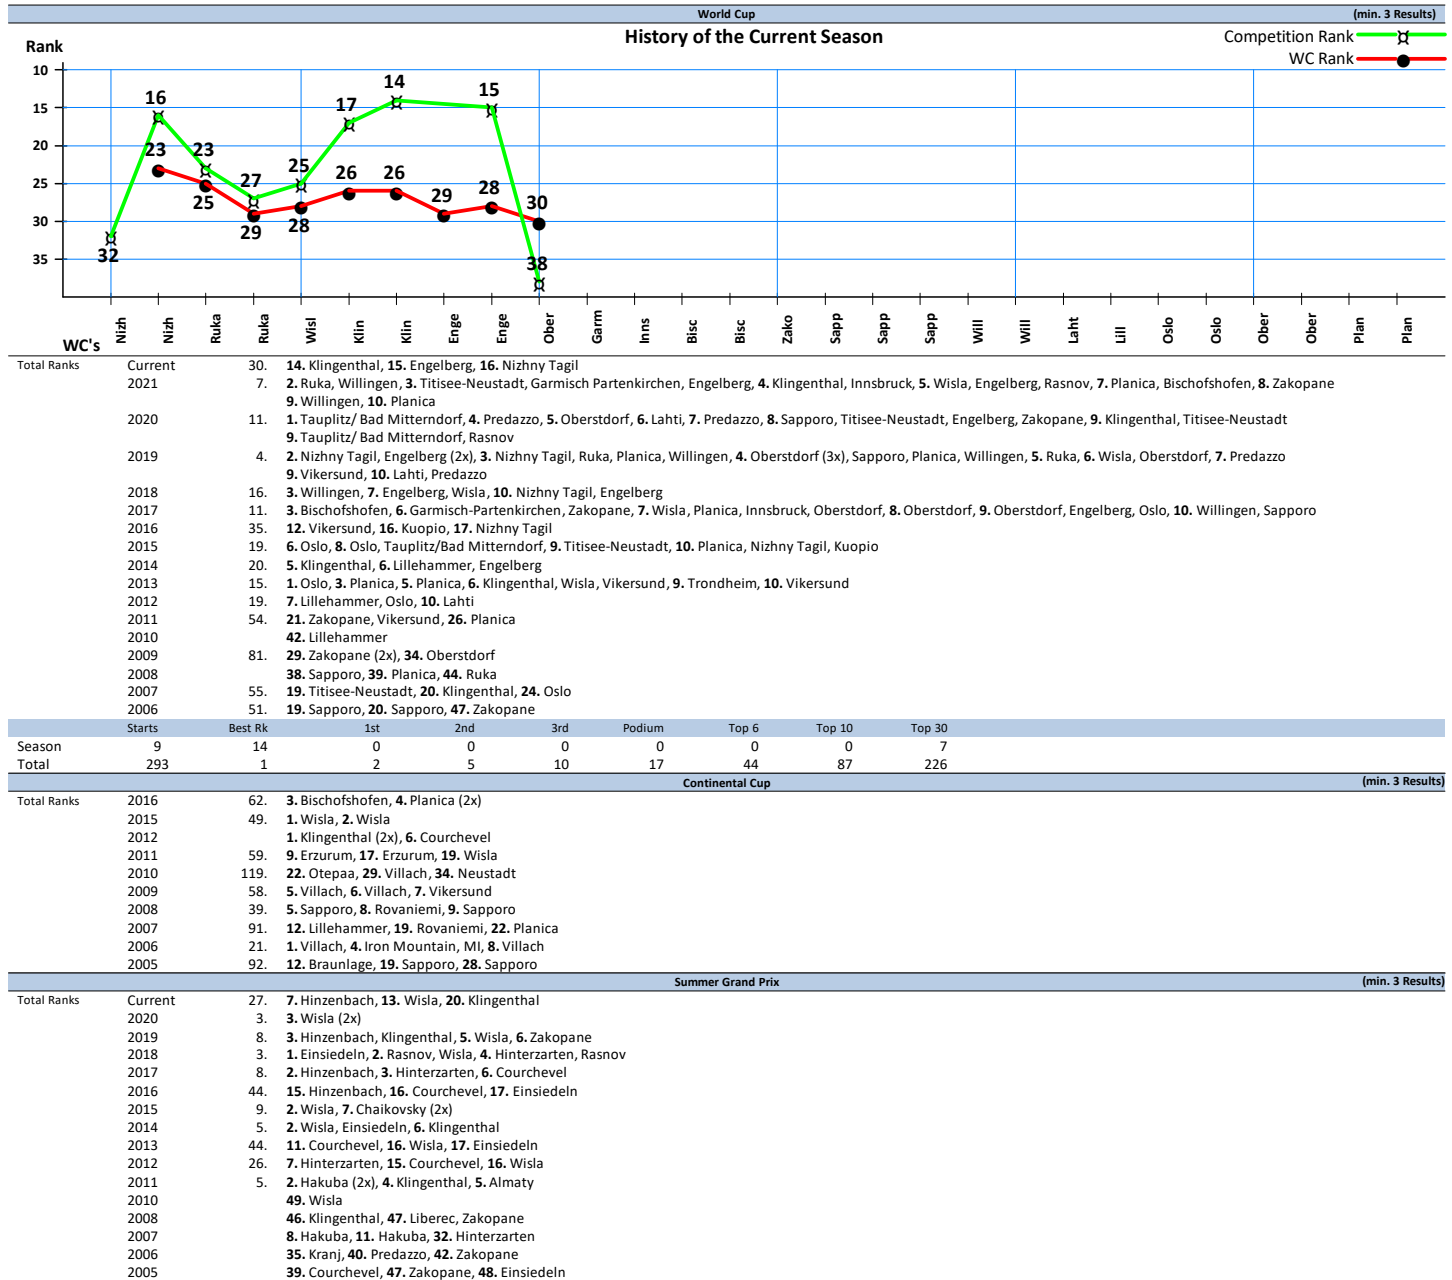 World Cup (min. 3 Results)
History of the Current Season
Rank
Competition Rank
WC Rank
10
15
20
25
30
35
32
16
23
27
25
17
14
15
38
23
25
29
28
26
26
29
28
30
WC's
Nizh
Nizh
Ruka
Ruka
Wisl
Klin
Klin
Enge
Enge
Ober
Garm
Inns
Bisc
Bisc
Zako
Sapp
Sapp
Sapp
Will
Will
Laht
Lill
Oslo
Oslo
Ober
Ober
Plan
Plan
Total Ranks Current 30. 14. Klingenthal, 15. Engelberg, 16. Nizhny Tagil
2021 7. 2. Ruka, Willingen, 3. Titisee-Neustadt, Garmisch Partenkirchen, Engelberg, 4. Klingenthal, Innsbruck, 5. Wisla, Engelberg, Rasnov, 7. Planica, Bischofshofen, 8. Zakopane
9. Willingen, 10. Planica
2020 11. 1. Tauplitz/ Bad Mitterndorf, 4. Predazzo, 5. Oberstdorf, 6. Lahti, 7. Predazzo, 8. Sapporo, Titisee-Neustadt, Engelberg, Zakopane, 9. Klingenthal, Titisee-Neustadt
9. Tauplitz/ Bad Mitterndorf, Rasnov
2019 4. 2. Nizhny Tagil, Engelberg (2x), 3. Nizhny Tagil, Ruka, Planica, Willingen, 4. Oberstdorf (3x), Sapporo, Planica, Willingen, 5. Ruka, 6. Wisla, Oberstdorf, 7. Predazzo
9. Vikersund, 10. Lahti, Predazzo
2018 16. 3. Willingen, 7. Engelberg, Wisla, 10. Nizhny Tagil, Engelberg
2017 11. 3. Bischofshofen, 6. Garmisch-Partenkirchen, Zakopane, 7. Wisla, Planica, Innsbruck, Oberstdorf, 8. Oberstdorf, 9. Oberstdorf, Engelberg, Oslo, 10. Willingen, Sapporo
2016 35. 12. Vikersund, 16. Kuopio, 17. Nizhny Tagil
2015 19. 6. Oslo, 8. Oslo, Tauplitz/Bad Mitterndorf, 9. Titisee-Neustadt, 10. Planica, Nizhny Tagil, Kuopio
2014 20. 5. Klingenthal, 6. Lillehammer, Engelberg
2013 15. 1. Oslo, 3. Planica, 5. Planica, 6. Klingenthal, Wisla, Vikersund, 9. Trondheim, 10. Vikersund
2012 19. 7. Lillehammer, Oslo, 10. Lahti
2011 54. 21. Zakopane, Vikersund, 26. Planica
2010 42. Lillehammer
2009 81. 29. Zakopane (2x), 34. Oberstdorf
2008 38. Sapporo, 39. Planica, 44. Ruka
2007 55. 19. Titisee-Neustadt, 20. Klingenthal, 24. Oslo
2006 51. 19. Sapporo, 20. Sapporo, 47. Zakopane
Starts Best Rk 1st 2nd 3rd Podium Top 6 Top 10 Top 30
Season 9 14 0 0 0 0 0 0 7
Total 293 1 2 5 10 17 44 87 226
Continental Cup (min. 3 Results)
Total Ranks 2016 62. 3. Bischofshofen, 4. Planica (2x)
2015 49. 1. Wisla, 2. Wisla
2012 1. Klingenthal (2x), 6. Courchevel
2011 59. 9. Erzurum, 17. Erzurum, 19. Wisla
2010 119. 22. Otepaa, 29. Villach, 34. Neustadt
2009 58. 5. Villach, 6. Villach, 7. Vikersund
2008 39. 5. Sapporo, 8. Rovaniemi, 9. Sapporo
2007 91. 12. Lillehammer, 19. Rovaniemi, 22. Planica
2006 21. 1. Villach, 4. Iron Mountain, MI, 8. Villach
2005 92. 12. Braunlage, 19. Sapporo, 28. Sapporo
Summer Grand Prix (min. 3 Results)
Total Ranks Current 27. 7. Hinzenbach, 13. Wisla, 20. Klingenthal
2020 3. 3. Wisla (2x)
2019 8. 3. Hinzenbach, Klingenthal, 5. Wisla, 6. Zakopane
2018 3. 1. Einsiedeln, 2. Rasnov, Wisla, 4. Hinterzarten, Rasnov
2017 8. 2. Hinzenbach, 3. Hinterzarten, 6. Courchevel
2016 44. 15. Hinzenbach, 16. Courchevel, 17. Einsiedeln
2015 9. 2. Wisla, 7. Chaikovsky (2x)
2014 5. 2. Wisla, Einsiedeln, 6. Klingenthal
2013 44. 11. Courchevel, 16. Wisla, 17. Einsiedeln
2012 26. 7. Hinterzarten, 15. Courchevel, 16. Wisla
2011 5. 2. Hakuba (2x), 4. Klingenthal, 5. Almaty
2010 49. Wisla
2008 46. Klingenthal, 47. Liberec, Zakopane
2007 8. Hakuba, 11. Hakuba, 32. Hinterzarten
2006 35. Kranj, 40. Predazzo, 42. Zakopane
2005 39. Courchevel, 47. Zakopane, 48. Einsiedeln